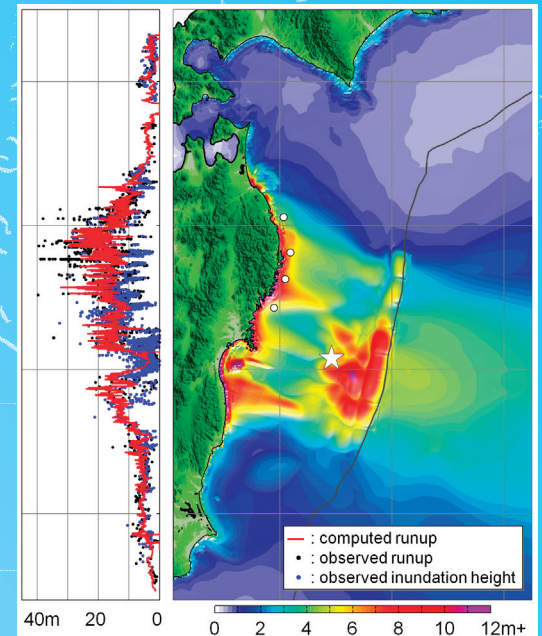 : computed runup
: observed runup
: observed inundation height
40m 20 0
0 2 4 6 8 10 12m+